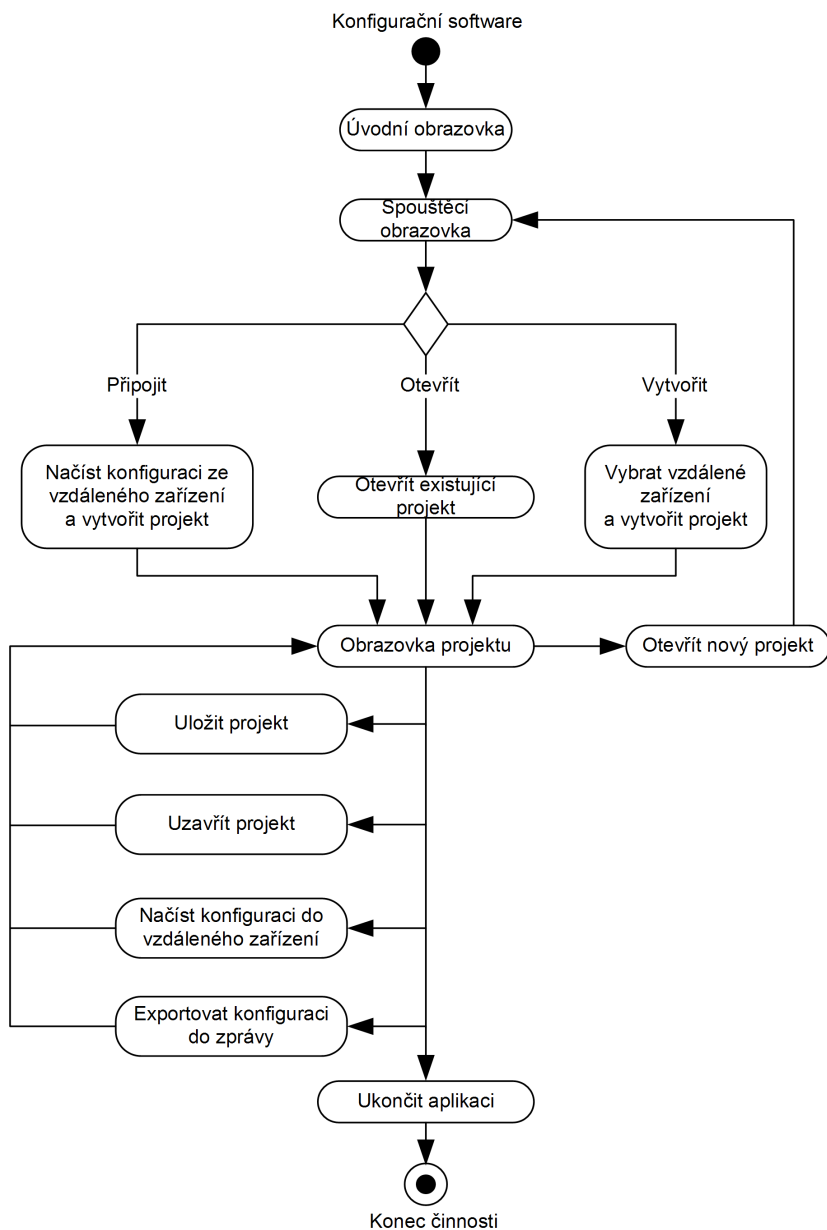 Konfigurační software
Úvodní obrazovka
Spouštěcí
obrazovka
Připojit
Otevřít
Vytvořit
Načíst konfiguraci ze
vzdáleného zařízení
a vytvořit projekt
Otevřít existující
projekt
Vybrat vzdálené
zařízení
a vytvořit projekt
Obrazovka projektu
Otevřít nový projekt
Uložit projekt
Uzavřít projekt
Načíst konfiguraci do
vzdáleného zařízení
Exportovat konfiguraci
do zprávy
Ukončit aplikaci
Konec činnosti